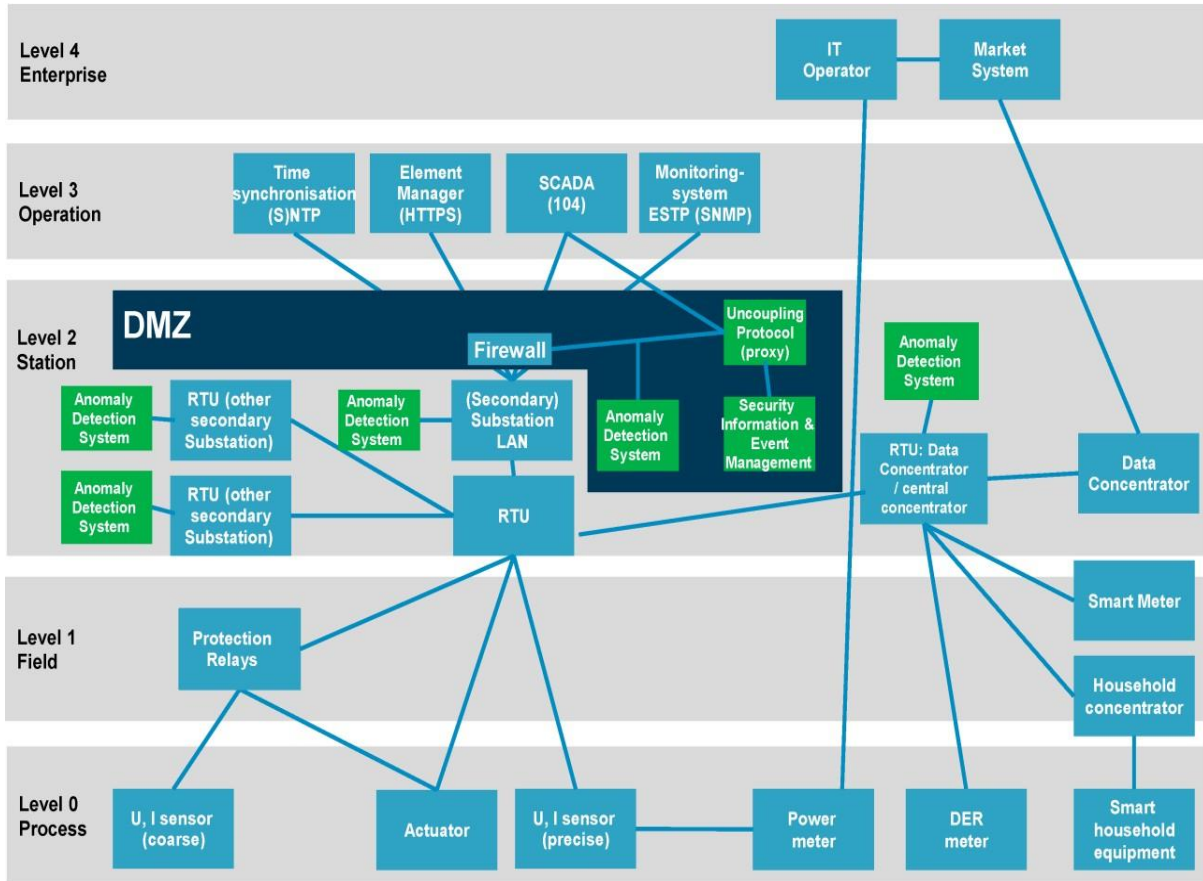 Level 4
Enterprise
IT
Operator
Market
System
Level 3
Operation
Time
synchronisation
(S)NTP
Element
Manager
(HTTPS)
SCADA
(104)
Monitoring-
system
ESTP (SNMP)
Level 2
Station
DMZ
Firewall
Uncoupling
Protocol
(proxy)
Anomaly
Detection
System
Anomaly
Detection
System
RTU (other
secondary
Substation)
Anomaly
Detection
System
(Secondary)
Substation
LAN
Anomaly
Detection
System
Security
Information &
Event
Management
RTU: Data
Concentrator
/ central
concentrator
Data
Concentrator
Anomaly
Detection
System
RTU (other
secondary
Substation)
RTU
Level 1
Field
Protection
Relays
Smart Meter
Household
concentrator
Level 0
Process
U, I sensor
(coarse)
Actuator
U, I sensor
(precise)
Power
meter
DER
meter
Smart
household
equipment